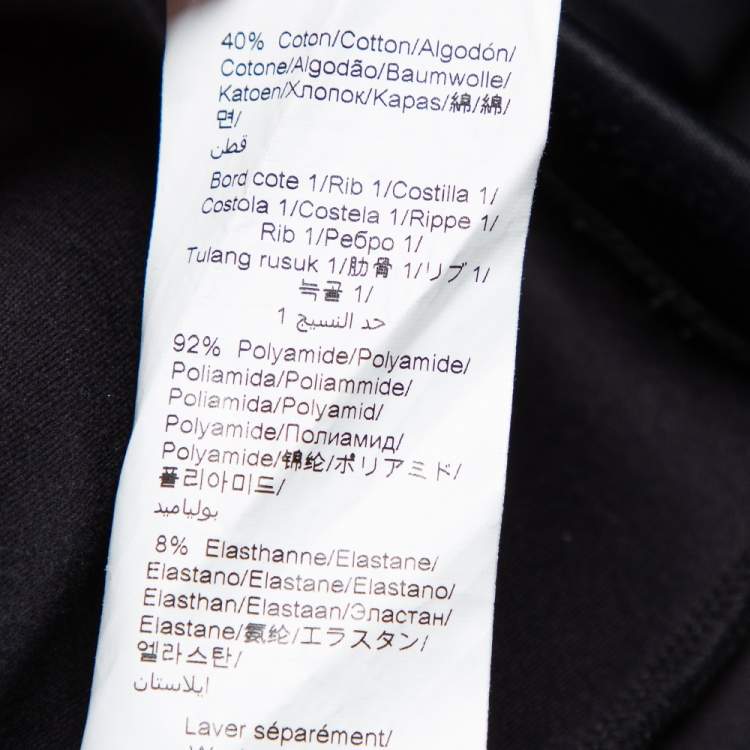 40% Coton/Cotton/Algodón/
Cotone/Algodão/Baumwolle/
Katoen/Хлопок/Kapas/綿/綿/
면/
قطن
Bord cote 1/Rib 1/Costilla 1/
Costola 1/Costela 1/Rippe 1/
Rib 1/Ребро 1/
Tulang rusuk 1/肋骨 1/リブ 1/
늑골 1/
حد النسيج 1
92% Polyamide/Polyamide/
Poliamida/Poliammide/
Poliamida/Polyamid/
Polyamide/Полиамид/
Polyamide/锦纶/ポリアミド/
폴리아미드/
بولياميد
8% Elasthanne/Elastane/
Elastano/Elastane/Elastano/
Elasthan/Elastaan/Эластан/
Elastane/氨纶/エラスタン/
엘라스탄/
ايلاستان
Laver séparément/